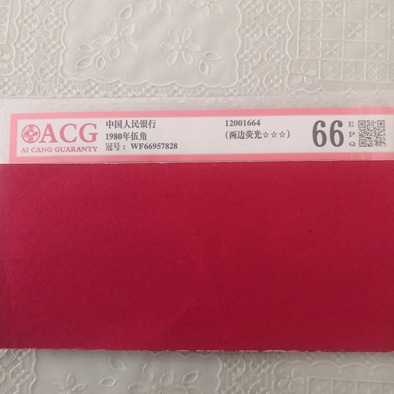 ACG
AI CANG GUARANTY
中国人民银行
1980年伍角
冠号：WF66957828
12001664
(两边荧光☆☆☆)
66
EPQ